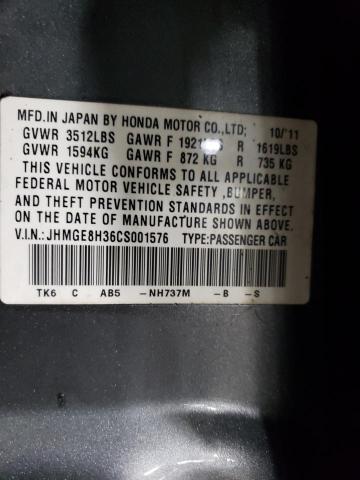 MFD.IN JAPAN BY HONDA MOTOR CO.,LTD; 10/'11
GVWR 3512LBS GAWR F 1921 R 1619LBS
GVWR 1594KG GAWR F 872 KG R 735 KG
THIS VEHICLE CONFORMS TO ALL APPLICABLE
FEDERAL MOTOR VEHICLE SAFETY ,BUMPER,
AND THEFT PREVENTION STANDARDS IN EFFECT
ON THE DATE OF MANUFACTURE SHOWN ABOVE.
V.I.N.: JHMGE8H36CS001576 TYPE:PASSENGER CAR
TK6 C AB5 -NH737M -B -S